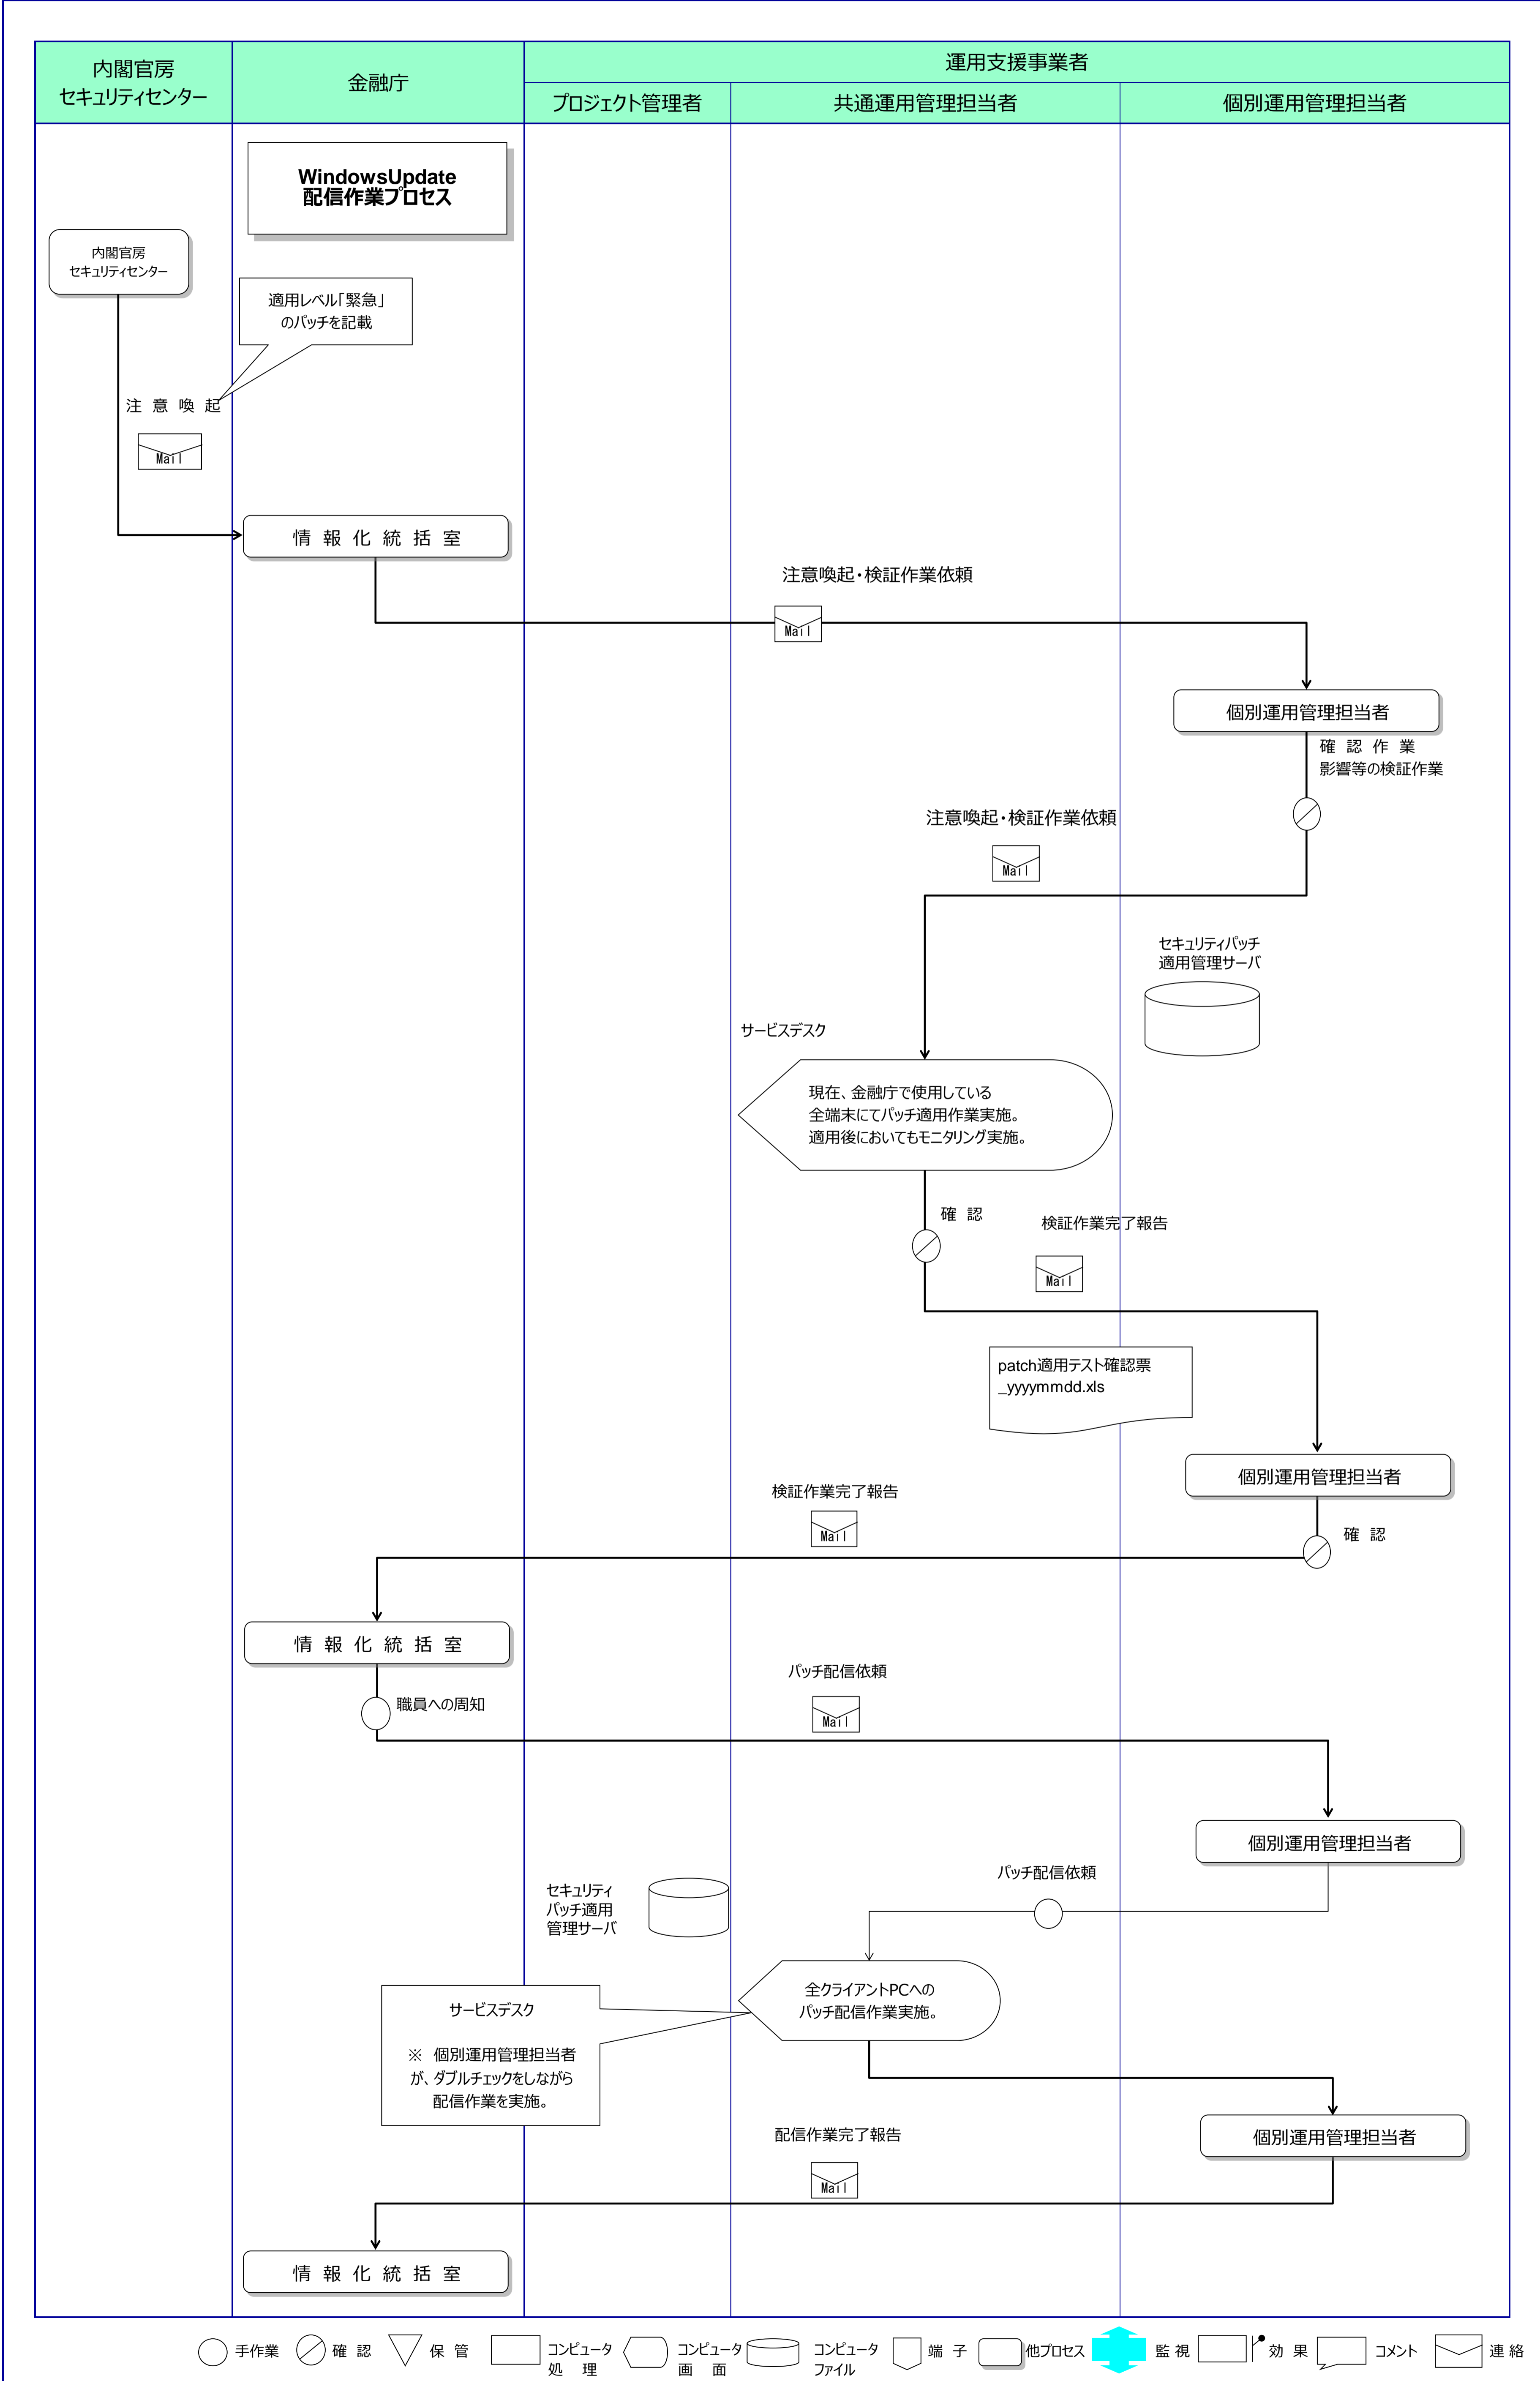 内閣官房
セキュリティセンター
金融庁
運用支援事業者
プロジェクト管理者
共通運用管理担当者
個別運用管理担当者
WindowsUpdate
配信作業プロセス
内閣官房
セキュリティセンター
適用レベル「緊急」
のパッチを記載
注 意 喚 起
Mail
情 報 化 統 括 室
注意喚起・検証作業依頼
Mail
個別運用管理担当者
確 認 作 業
影響等の検証作業
注意喚起・検証作業依頼
Mail
セキュリティパッチ
適用管理サーバ
サービスデスク
現在、金融庁で使用している
全端末にてパッチ適用作業実施。
適用後においてもモニタリング実施。
確 認
検証作業完了報告
Mail
patch適用テスト確認票
_yyyymmdd.xls
個別運用管理担当者
検証作業完了報告
Mail
確 認
情 報 化 統 括 室
職員への周知
パッチ配信依頼
Mail
個別運用管理担当者
パッチ配信依頼
セキュリティ
パッチ適用
管理サーバ
全クライアントPCへの
パッチ配信作業実施。
サービスデスク
※ 個別運用管理担当者
が、ダブルチェックをしながら
配信作業を実施。
個別運用管理担当者
配信作業完了報告
Mail
情 報 化 統 括 室
手作業
確 認
保 管
コンピュータ
処 理
コンピュータ
画 面
コンピュータ
ファイル
端 子
他プロセス
監 視
効 果
コメント
連 絡